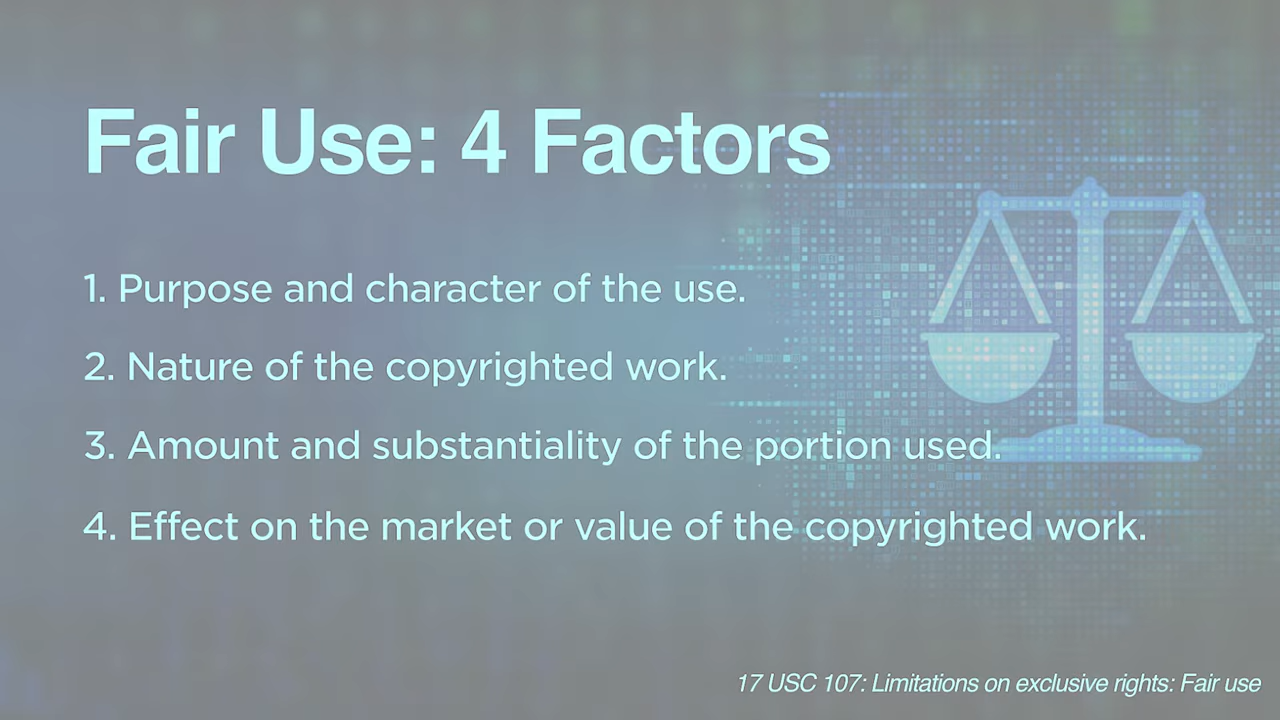 Fair Use: 4 Factors
1. Purpose and character of the use.
2. Nature of the copyrighted work.
3. Amount and substantiality of the portion used.
4. Effect on the market or value of the copyrighted work.
17 USC 107: Limitations on exclusive rights: Fair use